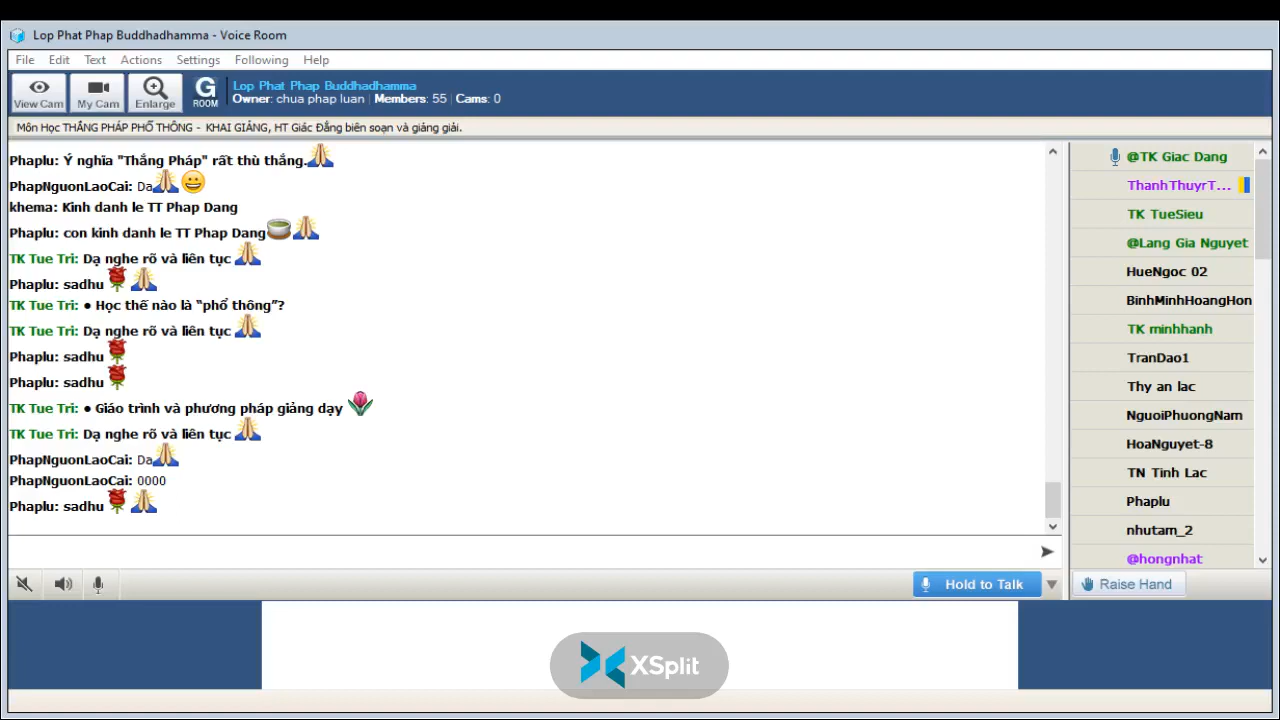 Lop Phat Phap Buddhadhamma - Voice Room
File Edit Text Actions Settings Following Help
View Cam My Cam Enlarge G ROOM
Lop Phat Phap Buddhadhamma
Owner: chua phap luan | Members: 55 | Cams: 0
Môn Học THẮNG PHÁP PHỔ THÔNG - KHAI GIẢNG, HT Giác Đẳng biên soạn và giảng giải.
Phaplu: Ý nghĩa "Thắng Pháp" rất thù thắng.🙏
PhapNguonLaoCai: Da🙏😀
khema: Kinh danh le TT Phap Dang
Phaplu: con kinh danh le TT Phap Dang🍵🙏
TK Tue Tri: Dạ nghe rõ và liên tục 🙏
Phaplu: sadhu 🌹🙏
TK Tue Tri: ● Học thế nào là “phổ thông”?
TK Tue Tri: Dạ nghe rõ và liên tục 🙏
Phaplu: sadhu 🌹
Phaplu: sadhu 🌹
TK Tue Tri: ● Giáo trình và phương pháp giảng dạy 🌷
TK Tue Tri: Dạ nghe rõ và liên tục 🙏
PhapNguonLaoCai: Da🙏
PhapNguonLaoCai: 0000
Phaplu: sadhu 🌹🙏
@TK Giac Dang
ThanhThuyrT...
TK TueSieu
@Lang Gia Nguyet
HueNgoc 02
BinhMinhHoangHon
TK minhhanh
TranDao1
Thy an lac
NguoiPhuongNam
HoaNguyet-8
TN Tinh Lac
Phaplu
nhutam_2
@hongnhat
Hold to Talk
Raise Hand
XSplit